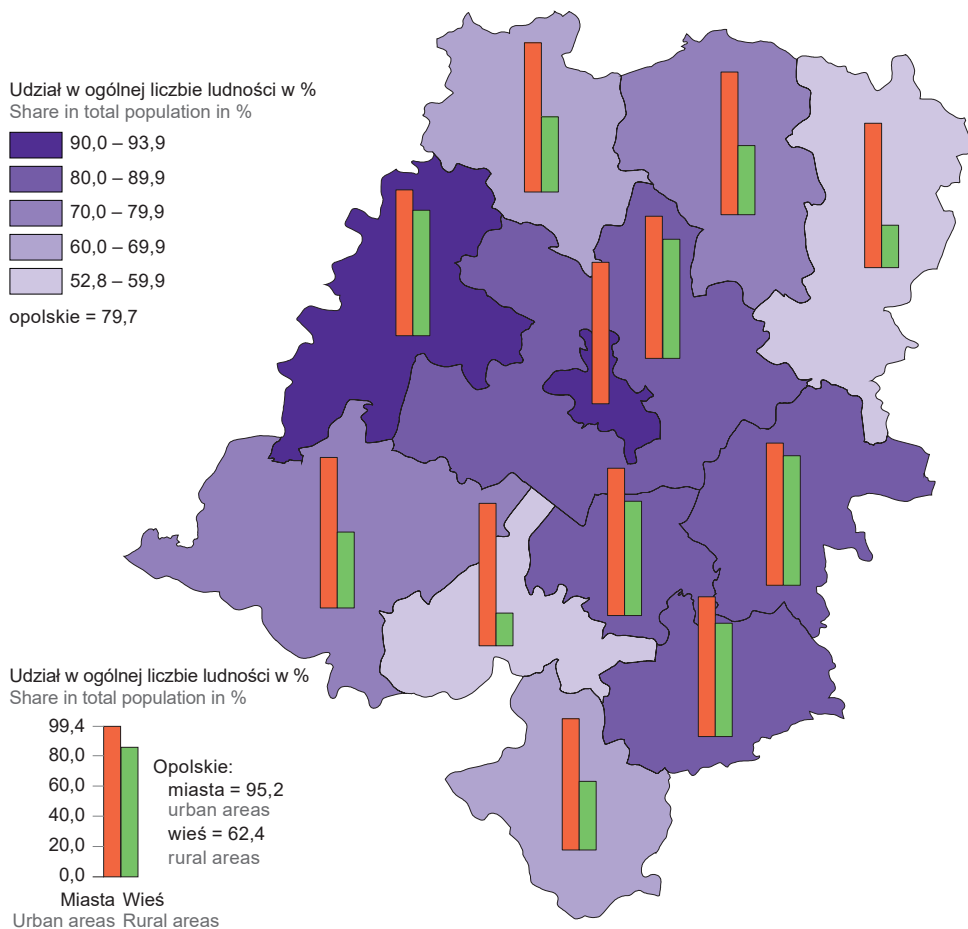 Udział w ogólnej liczbie ludności w %
Share in total population in %
90,0 – 93,9
80,0 – 89,9
70,0 – 79,9
60,0 – 69,9
52,8 – 59,9
opolskie = 79,7
Udział w ogólnej liczbie ludności w %
Share in total population in %
99,4
80,0
60,0
40,0
20,0
0,0
Opolskie:
miasta = 95,2
urban areas
wieś = 62,4
rural areas
Miasta Wieś
Urban areas Rural areas